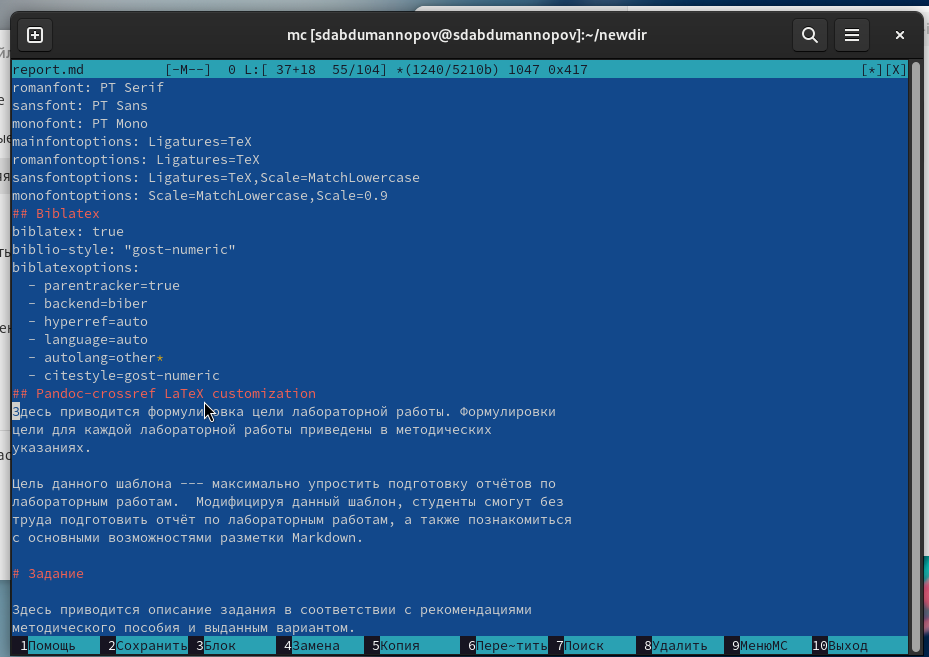 mc [sdabdumannopov@sdabdumannopov]:~/newdir
report.md [-M--] 0 L:[ 37+18 55/104] *(1240/5210b) 1047 0x417 [*][X]
romanfont: PT Serif
sansfont: PT Sans
monofont: PT Mono
mainfontoptions: Ligatures=TeX
romanfontoptions: Ligatures=TeX
sansfontoptions: Ligatures=TeX,Scale=MatchLowercase
monofontoptions: Scale=MatchLowercase,Scale=0.9
## Biblatex
biblatex: true
biblio-style: "gost-numeric"
biblatexoptions:
- parentracker=true
- backend=biber
- hyperref=auto
- language=auto
- autolang=other*
- citestyle=gost-numeric
## Pandoc-crossref LaTeX customization
Здесь приводится формулировка цели лабораторной работы. Формулировки
цели для каждой лабораторной работы приведены в методических
указаниях.
Цель данного шаблона --- максимально упростить подготовку отчётов по
лабораторным работам. Модифицируя данный шаблон, студенты смогут без
труда подготовить отчёт по лабораторным работам, а также познакомиться
с основными возможностями разметки Markdown.
# Задание
Здесь приводится описание задания в соответствии с рекомендациями
методического пособия и выданным вариантом.
1Помощь 2Сохранить 3Блок 4Замена 5Копия 6Пере~тить 7Поиск 8Удалить 9МенюМС 10Выход